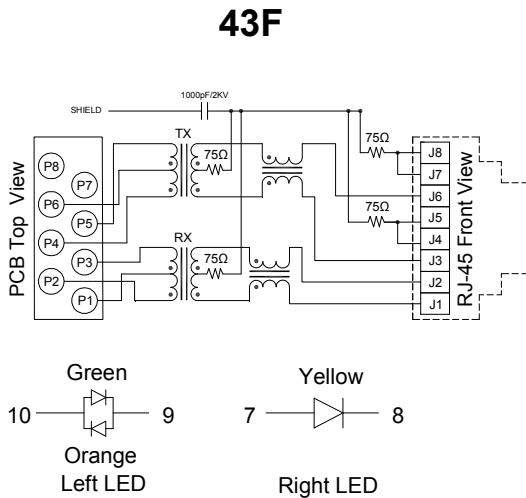 43F
1000pF/2KV
SHIELD
TX
75Ω
75Ω
75Ω
RX
75Ω
PCB Top View
P8
P7
P6
P5
P4
P3
P2
P1
J8
J7
J6
J5
J4
J3
J2
J1
RJ-45 Front View
Green
10
9
Orange
Left LED
Yellow
7
8
Right LED